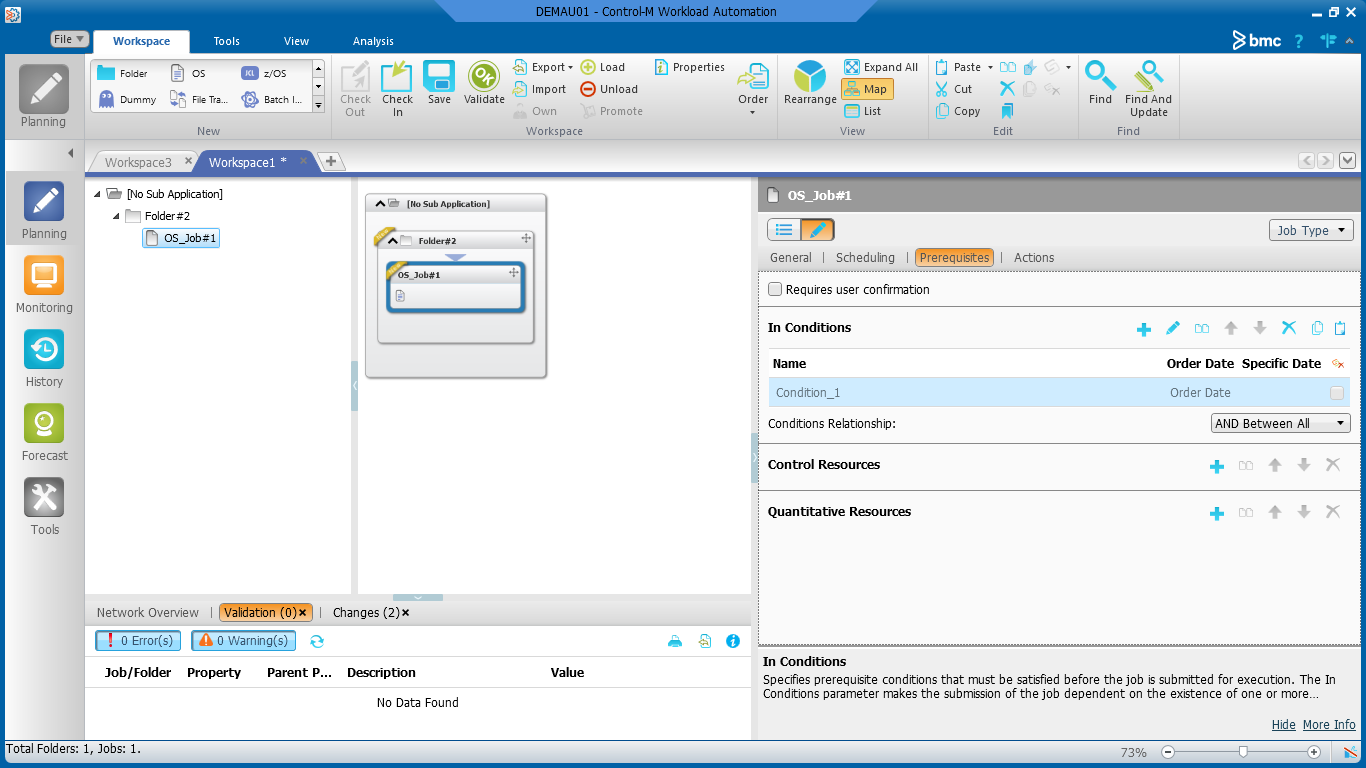 DEMAU01 - Control-M Workload Automation
File
Workspace
Tools
View
Analysis
bmc
?
Planning
Folder
OS
z/OS
Dummy
File Tra...
Batch I...
New
Check Out
Check In
Save
Validate
Export
Import
Own
Load
Unload
Promote
Properties
Order
Workspace
Rearrange
Expand All
Map
List
View
Paste
Cut
Copy
Edit
Find
Find And Update
Find
Planning
Monitoring
History
Forecast
Tools
Workspace3
Workspace1 *
[No Sub Application]
Folder#2
OS_Job#1
[No Sub Application]
Folder#2
OS_Job#1
OS_Job#1
Job Type
General
Scheduling
Prerequisites
Actions
Requires user confirmation
In Conditions
Name Order Date Specific Date
Condition_1 Order Date
Conditions Relationship: AND Between All
Control Resources
Quantitative Resources
In Conditions
Specifies prerequisite conditions that must be satisfied before the job is submitted for execution. The In
Conditions parameter makes the submission of the job dependent on the existence of one or more...
Hide More Info
Network Overview
Validation (0)
Changes (2)
0 Error(s)
0 Warning(s)
Job/Folder Property Parent P... Description Value
No Data Found
Total Folders: 1, Jobs: 1.
73%